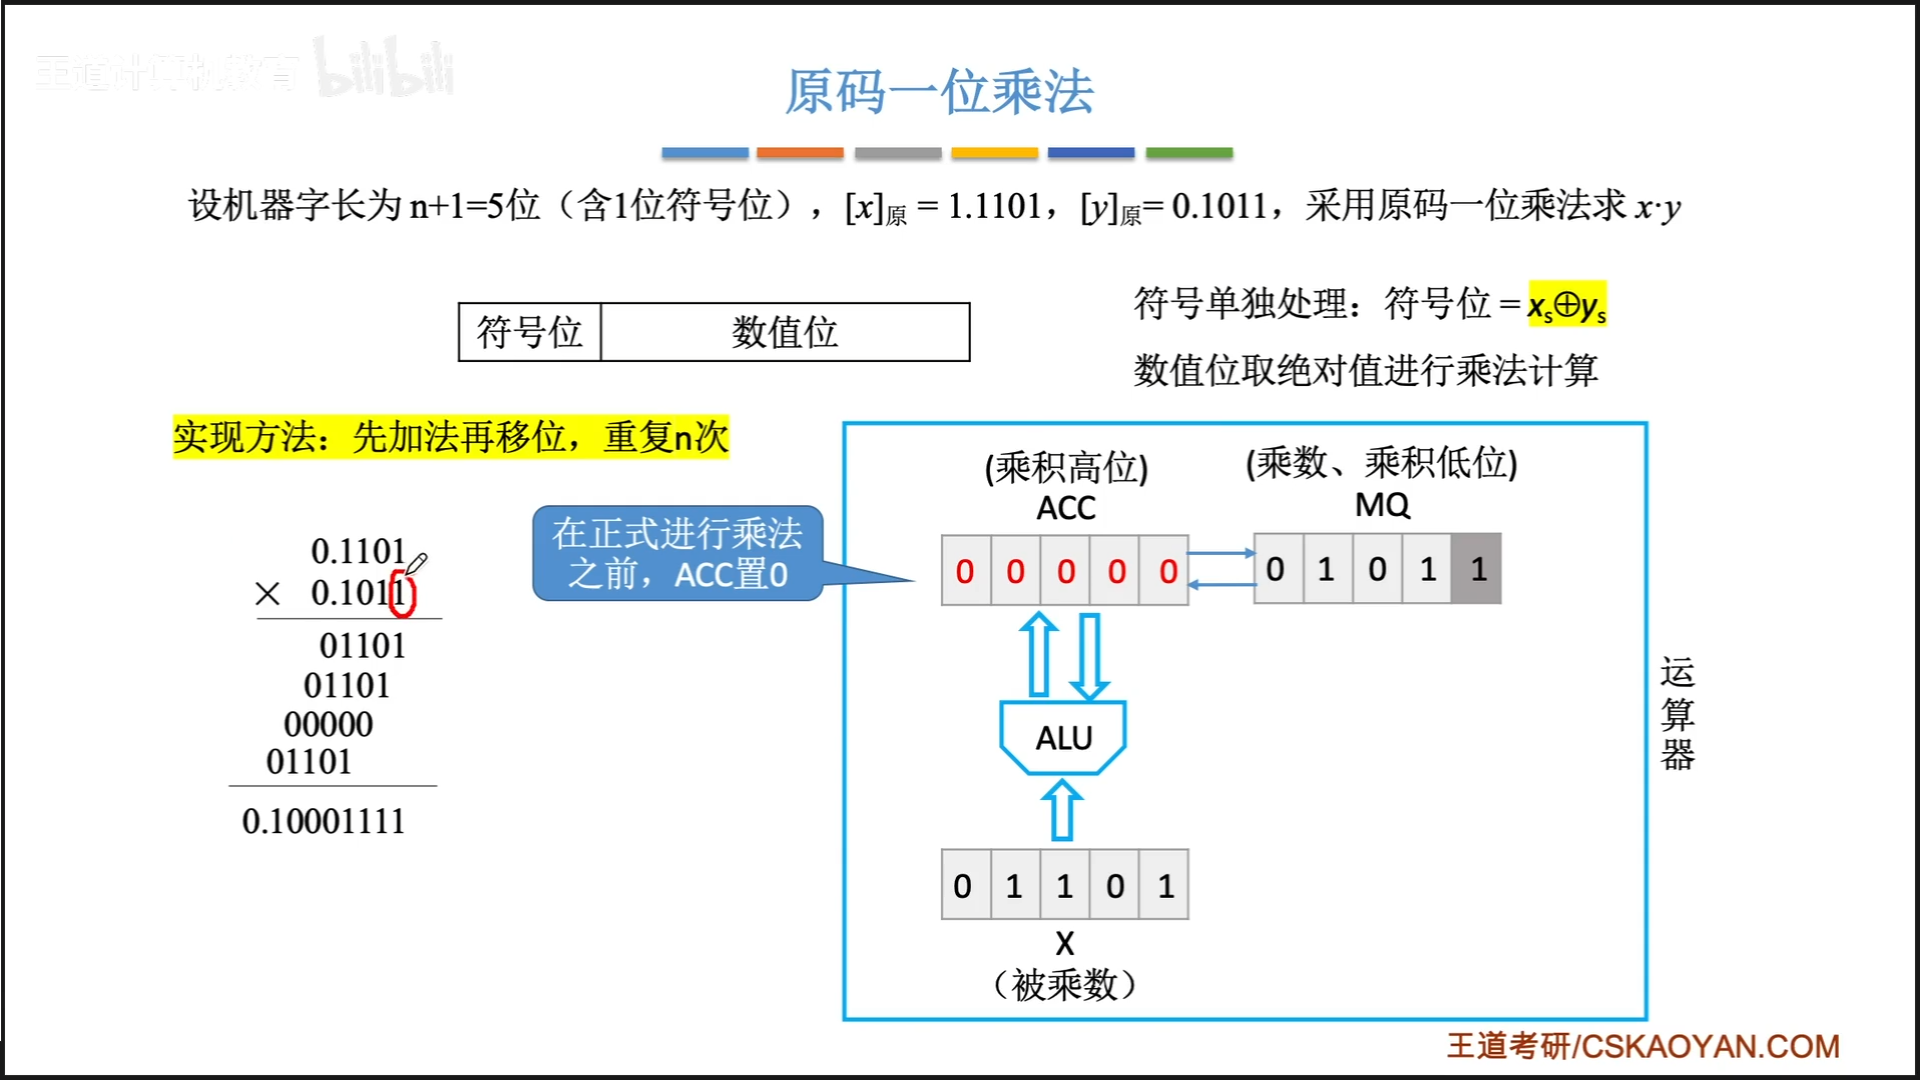 王道计算机教育 bilibili
原码一位乘法
设机器字长为 n+1=5位（含1位符号位），[x]原 = 1.1101，[y]原= 0.1011，采用原码一位乘法求 x·y
符号位 数值位
符号单独处理：符号位 = xs⊕ys
数值位取绝对值进行乘法计算
实现方法：先加法再移位，重复n次
0.1101
× 0.1011
01101
01101
00000
01101
0.10001111
在正式进行乘法
之前，ACC置0
(乘积高位)
ACC
(乘数、乘积低位)
MQ
0 0 0 0 0
0 1 0 1 1
ALU
0 1 1 0 1
X
（被乘数）
运算器
王道考研/CSKAOYAN.COM